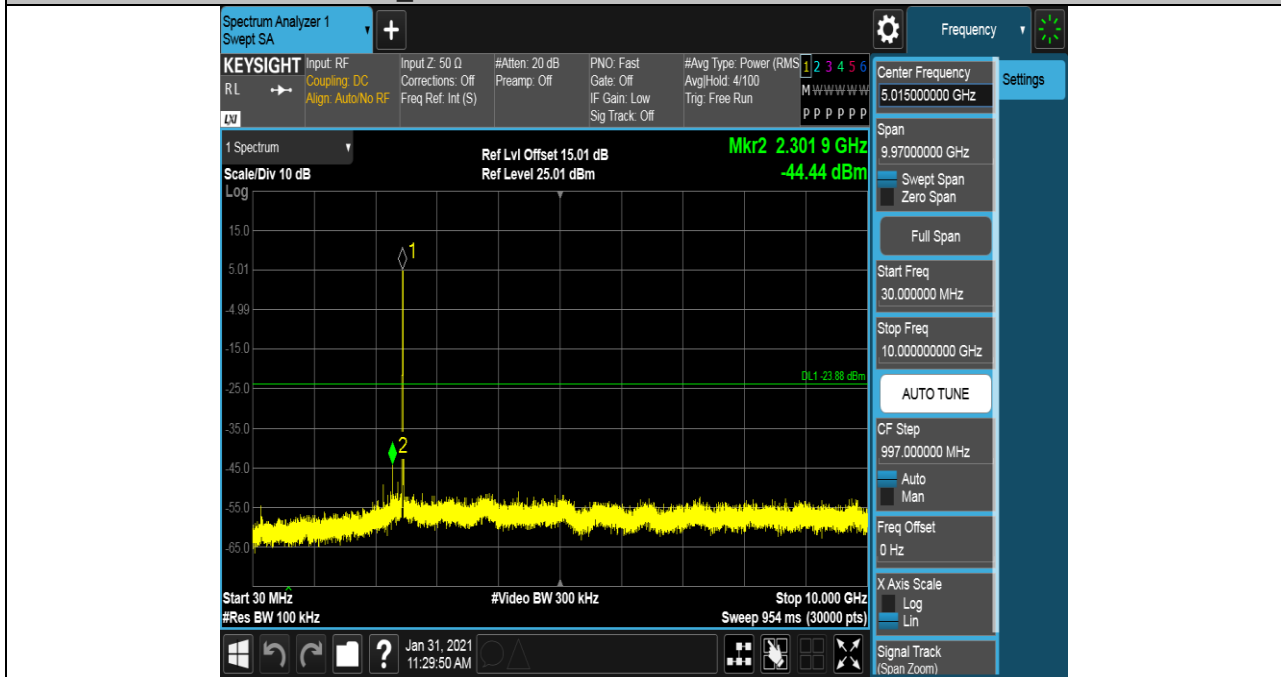 Spectrum Analyzer 1
Swept SA
+
Frequency
KEYSIGHT
RL
LXI
Input: RF
Coupling: DC
Align: Auto/No RF
Input Z: 50 Ω
Corrections: Off
Freq Ref: Int (S)
#Atten: 20 dB
Preamp: Off
PNO: Fast
Gate: Off
IF Gain: Low
Sig Track: Off
#Avg Type: Power (RMS
Avg|Hold: 4/100
Trig: Free Run
1 2 3 4 5 6
M W W W W W
P P P P P P
1 Spectrum
Scale/Div 10 dB
Ref Lvl Offset 15.01 dB
Ref Level 25.01 dBm
Mkr2 2.301 9 GHz
-44.44 dBm
Log
15.0
5.01
-4.99
-15.0
-25.0
-35.0
-45.0
-55.0
-65.0
1
2
DL1 -23.88 dBm
Start 30 MHz
#Res BW 100 kHz
#Video BW 300 kHz
Stop 10.000 GHz
Sweep 954 ms (30000 pts)
Center Frequency
5.015000000 GHz
Settings
Span
9.97000000 GHz
Swept Span
Zero Span
Full Span
Start Freq
30.000000 MHz
Stop Freq
10.000000000 GHz
AUTO TUNE
CF Step
997.000000 MHz
Auto
Man
Freq Offset
0 Hz
X Axis Scale
Log
Lin
Signal Track
(Span Zoom)
?
Jan 31, 2021
11:29:50 AM